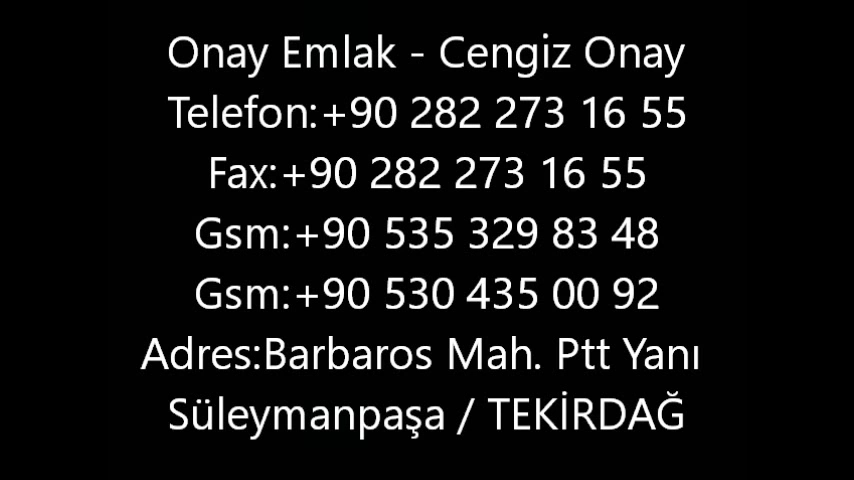 Onay Emlak - Cengiz Onay
Telefon:+90 282 273 16 55
Fax:+90 282 273 16 55
Gsm:+90 535 329 83 48
Gsm:+90 530 435 00 92
Adres:Barbaros Mah. Ptt Yanı
Süleymanpaşa / TEKİRDAĞ